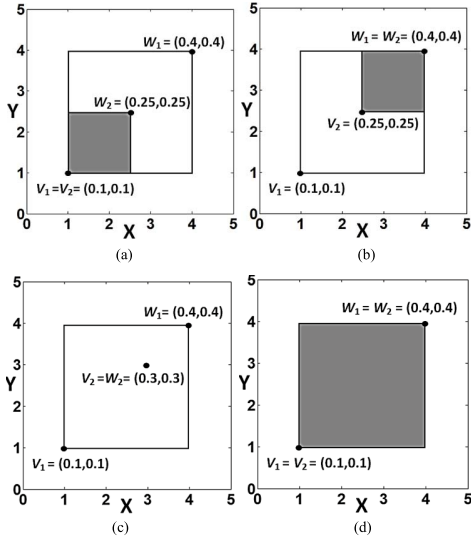 5
W1 = (0.4,0.4)
4
3
Y
W2 = (0.25,0.25)
2
1
V1 =V2= (0.1,0.1)
0
0 1 2 3 4 5
X
(a)
5
W1 = W2= (0.4,0.4)
4
3
Y
V2 = (0.25,0.25)
2
1
V1 = (0.1,0.1)
0
0 1 2 3 4 5
X
(b)
5
W1= (0.4,0.4)
4
3
Y
V2 =W2= (0.3,0.3)
2
1
V1 = (0.1,0.1)
0
0 1 2 3 4 5
X
(c)
5
W1 = W2 = (0.4,0.4)
4
3
Y
2
1
V1 = V2 = (0.1,0.1)
0
0 1 2 3 4 5
X
(d)